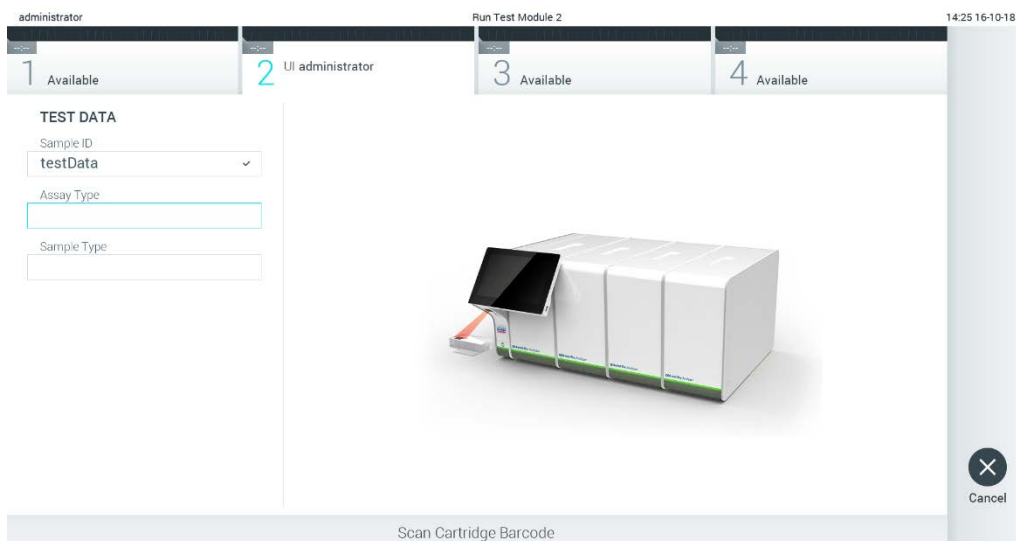 administrator
Run Test Module 2
14:25 16-10-18
--:--
--:--
--:--
--:--
1 Available
2 UI administrator
3 Available
4 Available
TEST DATA
Sample ID
testData
Assay Type
Sample Type
Cancel
Scan Cartridge Barcode